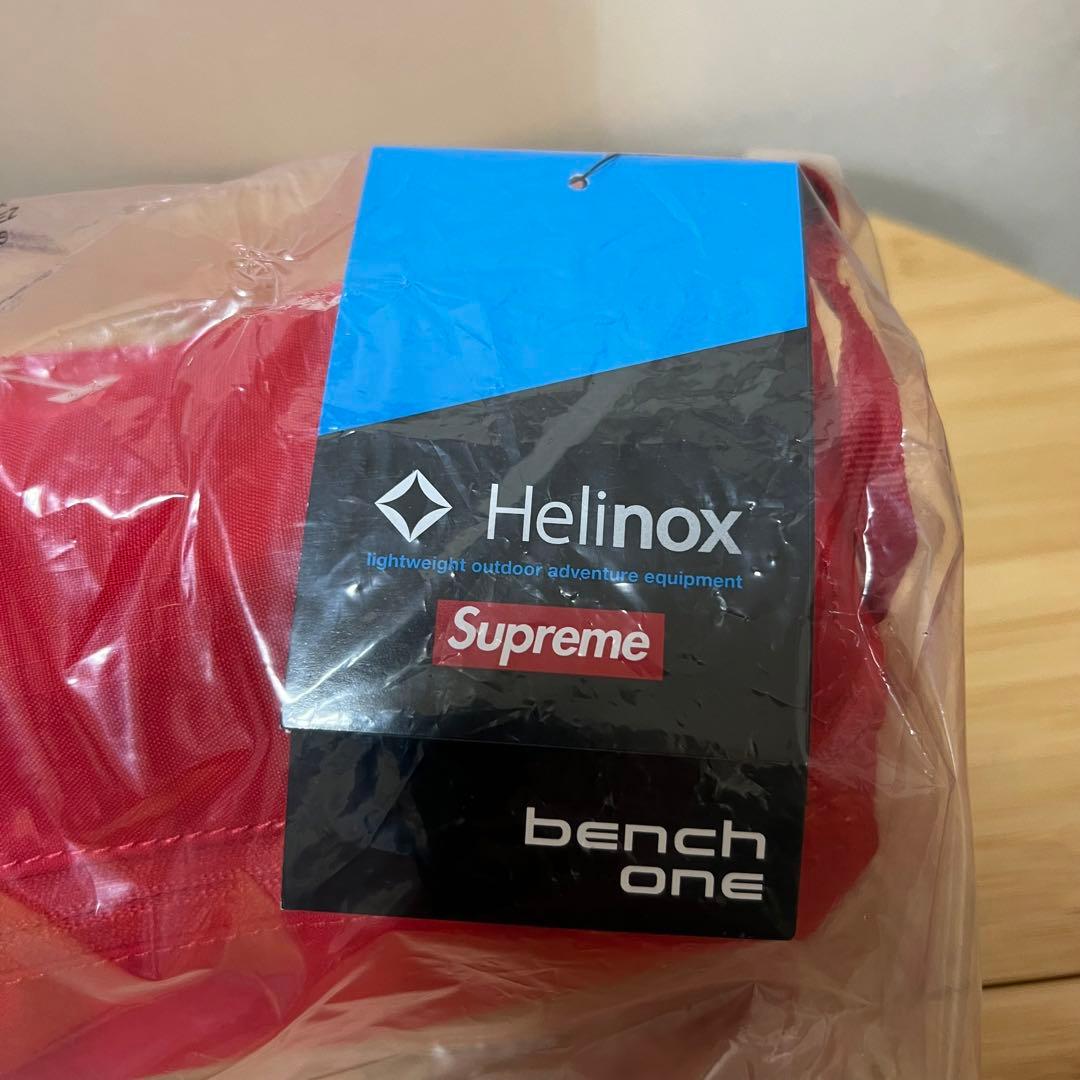 Helinox
lightweight outdoor adventure equipment
Supreme
bench
one